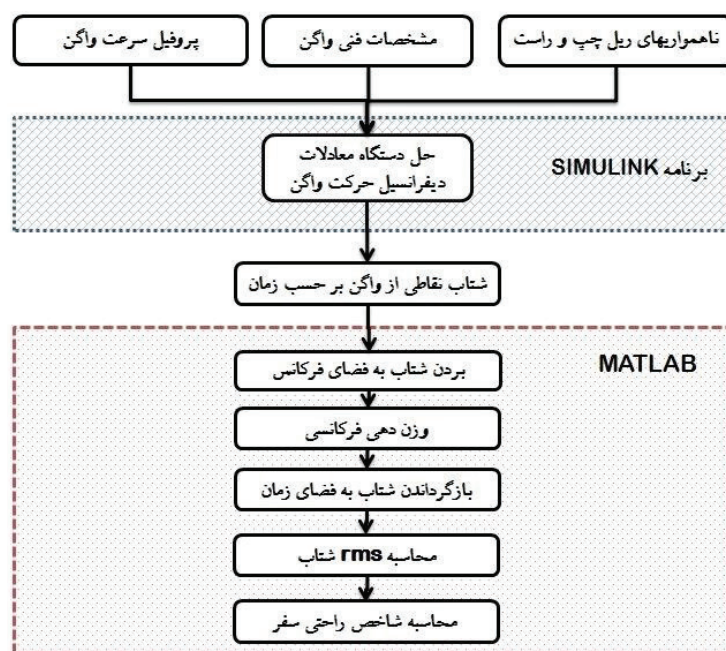 ناهمواریهای ریل چپ و راست
مشخصات فنی واگن
پروفیل سرعت واگن
برنامه SIMULINK
حل دستگاه معادلات
دیفرانسیل حرکت واگن
شتاب نقاطی از واگن بر حسب زمان
MATLAB
بردن شتاب به فضای فرکانس
وزن دهی فرکانسی
بازگرداندن شتاب به فضای زمان
محاسبه rms شتاب
محاسبه شاخص راحتی سفر